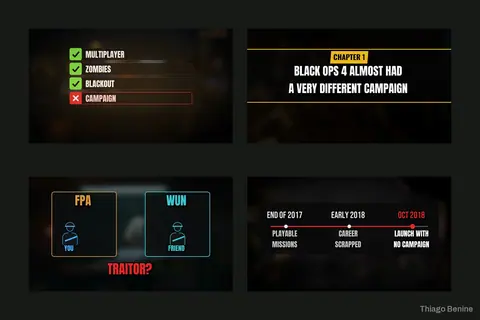 MULTIPLAYER
ZOMBIES
BLACKOUT
CAMPAIGN
CHAPTER 1
BLACK OPS 4 ALMOST HAD
A VERY DIFFERENT CAMPAIGN
FPA
WUN
YOU
FRIEND
TRAITOR?
END OF 2017
EARLY 2018
OCT 2018
PLAYABLE
MISSIONS
CAREER
SCRAPPED
LAUNCH WITH
NO CAMPAIGN
Thiago Benine